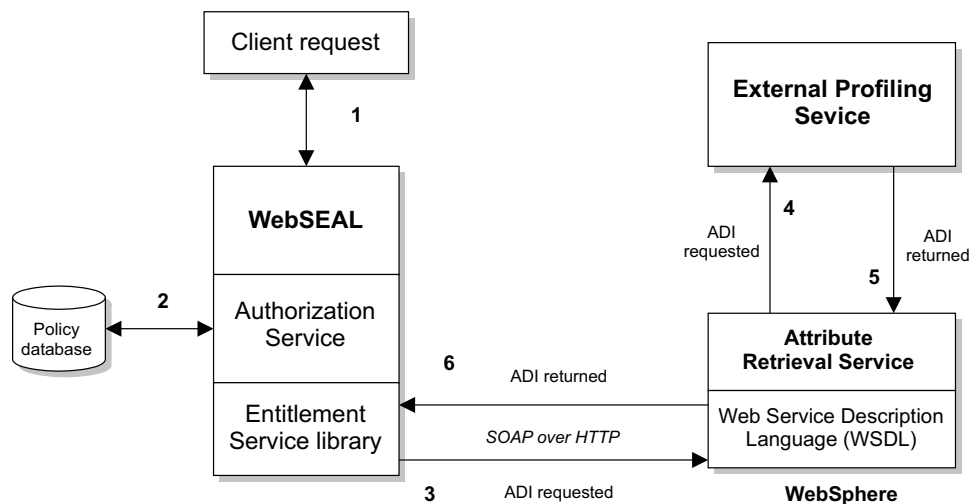 Client request
1
External Profiling
Sevice
WebSEAL
4
ADI
requested
ADI
returned
5
2
Policy
database
Authorization
Service
Attribute
Retrieval Service
6
ADI returned
Entitlement
Service library
SOAP over HTTP
Web Service Description
Language (WSDL)
3
ADI requested
WebSphere